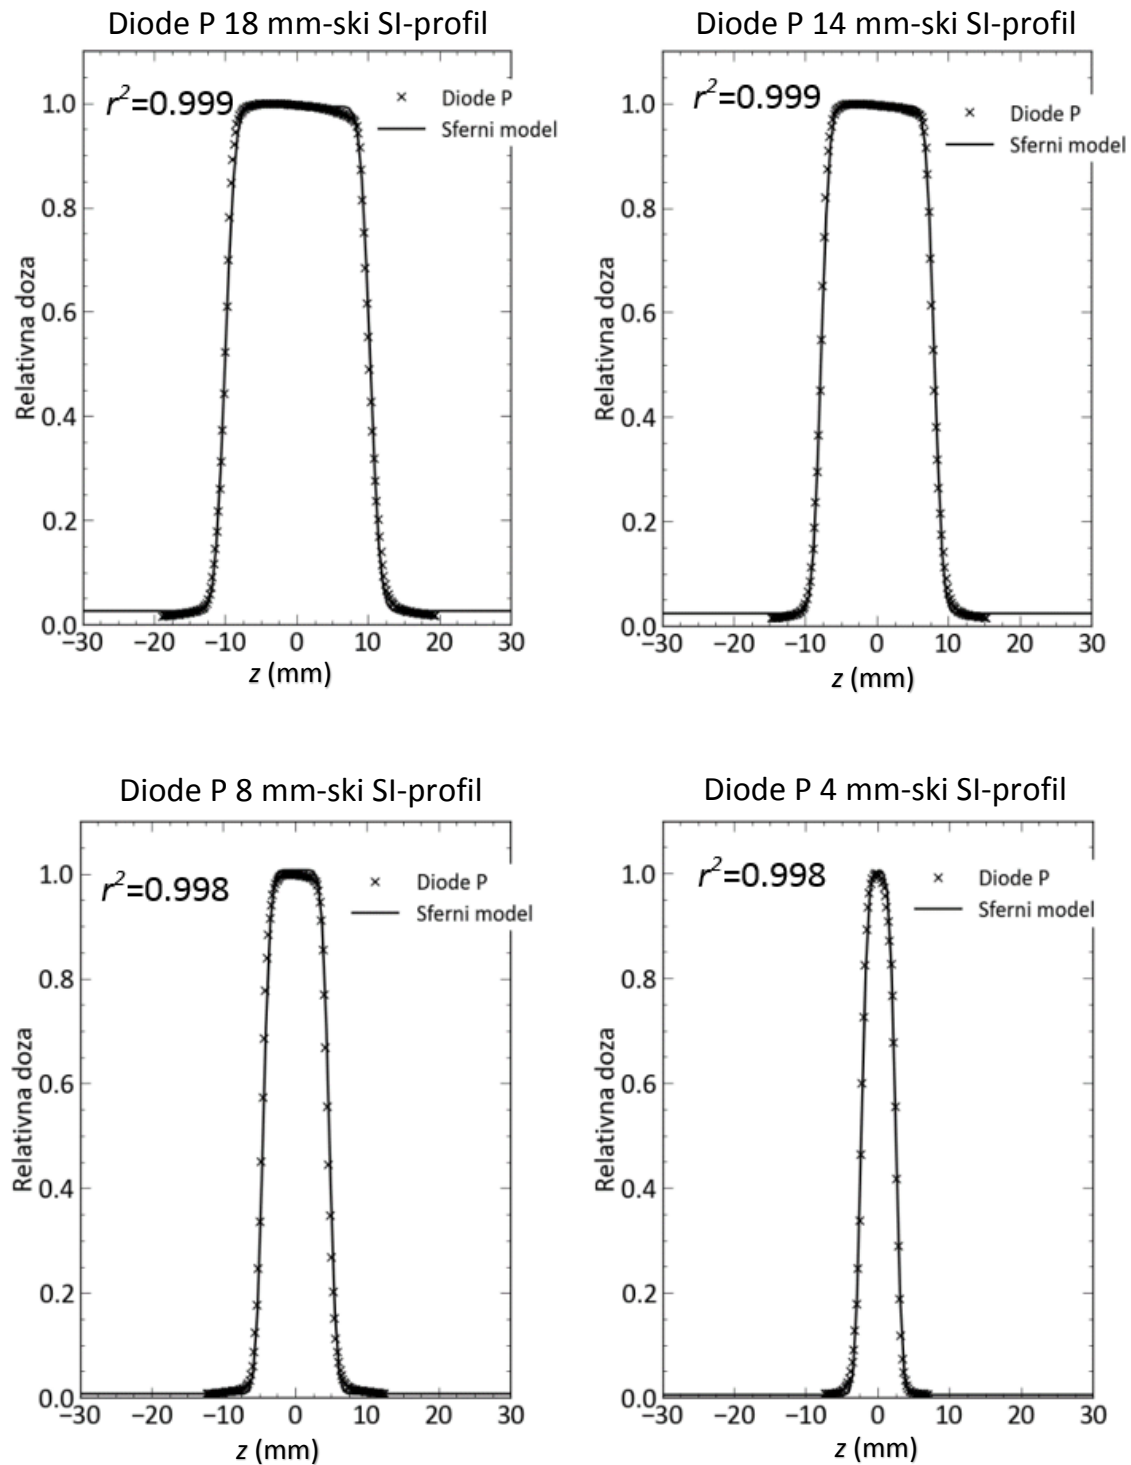 Diode P 18 mm-ski SI-profil
r²=0.999
Diode P
Sferni model
1.0
0.8
0.6
0.4
0.2
0.0
Relativna doza
−30 −20 −10 0 10 20 30
z (mm)
Diode P 14 mm-ski SI-profil
r²=0.999
Diode P
Sferni model
1.0
0.8
0.6
0.4
0.2
0.0
Relativna doza
−30 −20 −10 0 10 20 30
z (mm)
Diode P 8 mm-ski SI-profil
r²=0.998
Diode P
Sferni model
1.0
0.8
0.6
0.4
0.2
0.0
Relativna doza
−30 −20 −10 0 10 20 30
z (mm)
Diode P 4 mm-ski SI-profil
r²=0.998
Diode P
Sferni model
1.0
0.8
0.6
0.4
0.2
0.0
Relativna doza
−30 −20 −10 0 10 20 30
z (mm)